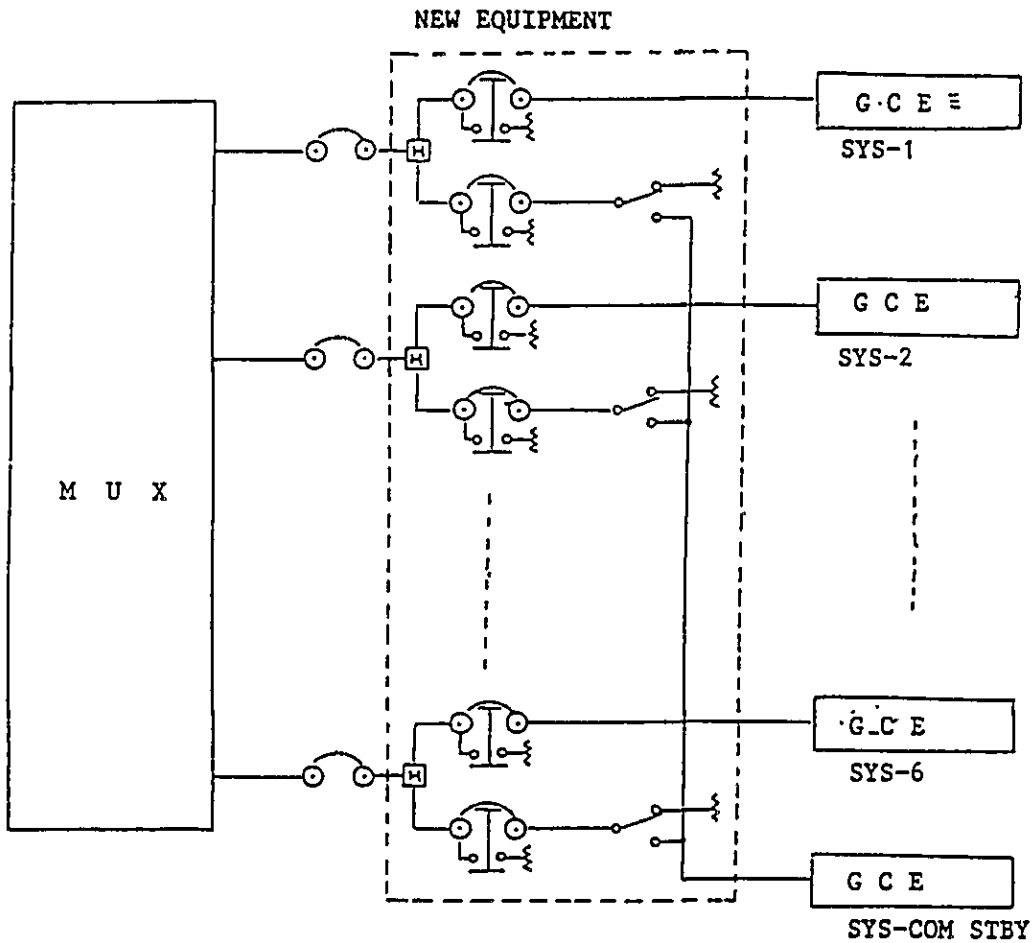 NEW EQUIPMENT
G C E
SYS-1
G C E
SYS-2
M U X
G C E
SYS-6
G C E
SYS-COM STBY
H
H
H